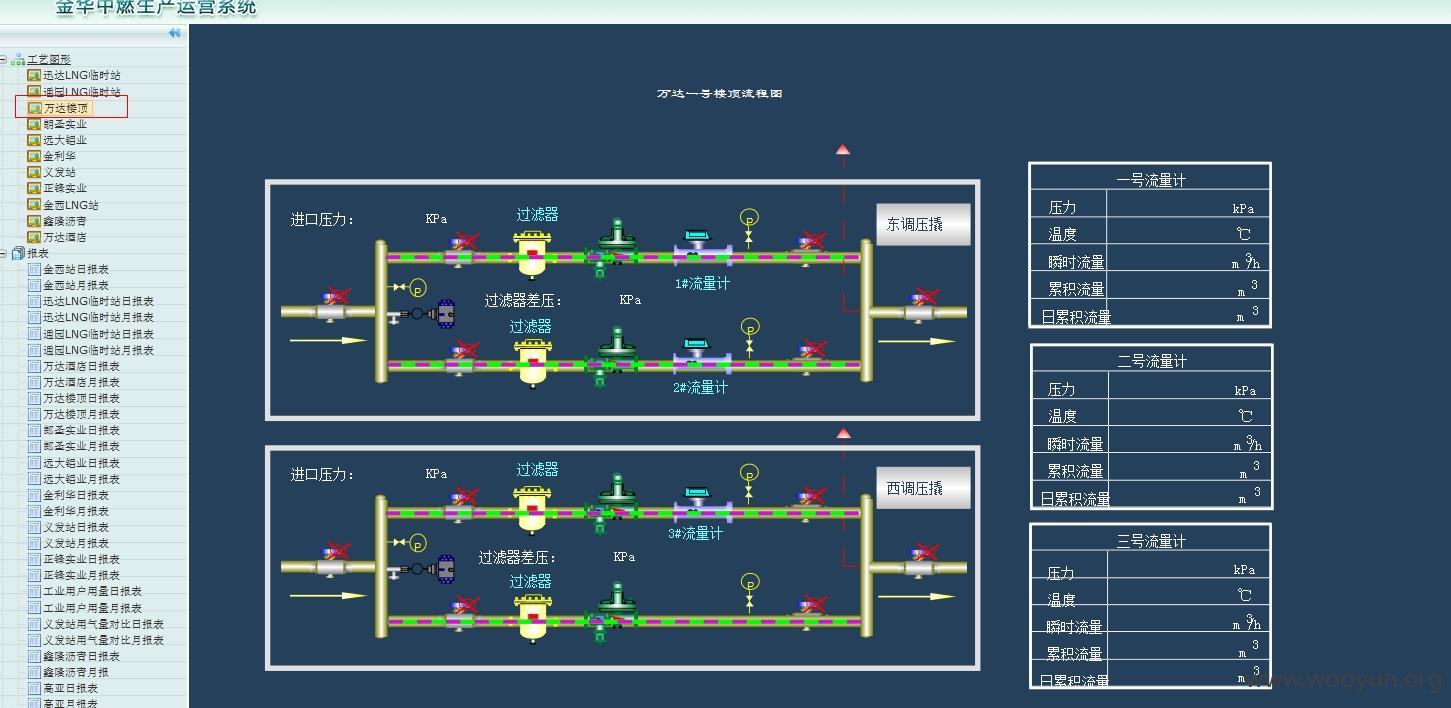 金华中燃生产运营系统
工艺图形
迅达LNG临时站
通园LNG临时站
万达楼顶
朗圣实业
远大铝业
金利华
义发站
正锋实业
金西LNG站
鑫隆沥青
万达酒店
报表
金西站日报表
金西站月报表
迅达LNG临时站日报表
迅达LNG临时站月报表
通园LNG临时站日报表
通园LNG临时站月报表
万达酒店日报表
万达酒店月报表
万达楼顶日报表
万达楼顶月报表
郎圣实业日报表
郎圣实业月报表
远大铝业日报表
远大铝业月报表
金利华日报表
金利华月报表
义发站日报表
义发站月报表
正锋实业日报表
正锋实业月报表
工业用户用量日报表
工业用户用量月报表
义发站用气量对比日报表
义发站用气量对比月报表
鑫隆沥青日报表
鑫隆沥青月报
高亚日报表
高亚月报表
万达一号楼顶流程图
进口压力： KPa 过滤器 P 东调压撬
1#流量计
P 过滤器差压： KPa
过滤器 P
2#流量计
进口压力： KPa 过滤器 P 西调压撬
3#流量计
P 过滤器差压： KPa
过滤器 P
一号流量计
压力 kPa
温度 ℃
瞬时流量 m³/h
累积流量 m³
日累积流量 m³
二号流量计
压力 kPa
温度 ℃
瞬时流量 m³/h
累积流量 m³
日累积流量 m³
三号流量计
压力 kPa
温度 ℃
瞬时流量 m³/h
累积流量 m³
日累积流量 m³
www.wooyun.org